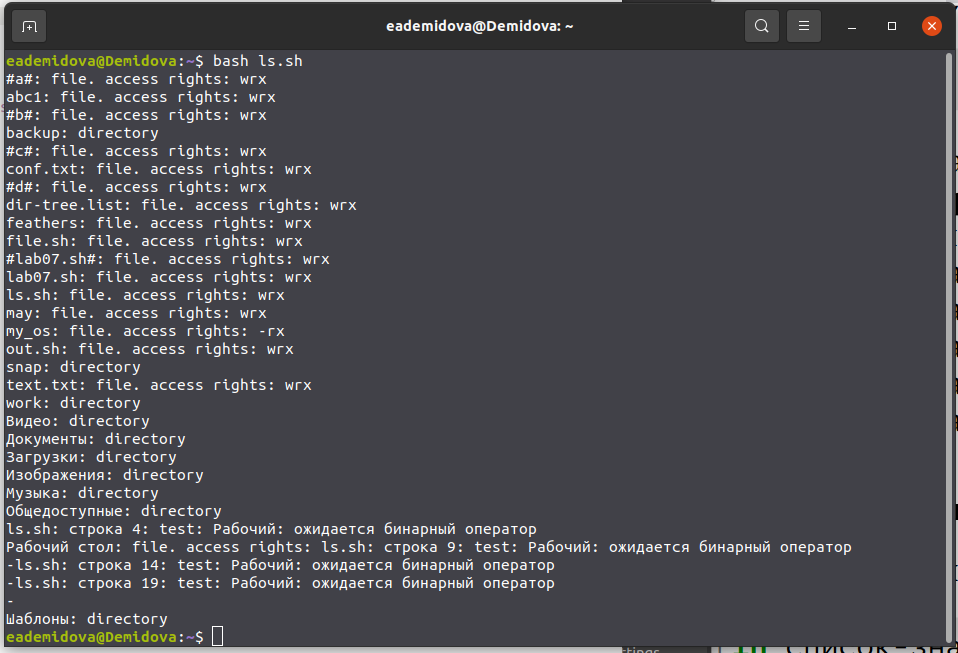 eademidova@Demidova: ~
eademidova@Demidova:~$ bash ls.sh
#a#: file. access rights: wrx
abc1: file. access rights: wrx
#b#: file. access rights: wrx
backup: directory
#c#: file. access rights: wrx
conf.txt: file. access rights: wrx
#d#: file. access rights: wrx
dir-tree.list: file. access rights: wrx
feathers: file. access rights: wrx
file.sh: file. access rights: wrx
#lab07.sh#: file. access rights: wrx
lab07.sh: file. access rights: wrx
ls.sh: file. access rights: wrx
may: file. access rights: wrx
my_os: file. access rights: -rx
out.sh: file. access rights: wrx
snap: directory
text.txt: file. access rights: wrx
work: directory
Видео: directory
Документы: directory
Загрузки: directory
Изображения: directory
Музыка: directory
Общедоступные: directory
ls.sh: строка 4: test: Рабочий: ожидается бинарный оператор
Рабочий стол: file. access rights: ls.sh: строка 9: test: Рабочий: ожидается бинарный оператор
-ls.sh: строка 14: test: Рабочий: ожидается бинарный оператор
-ls.sh: строка 19: test: Рабочий: ожидается бинарный оператор
-
Шаблоны: directory
eademidova@Demidova:~$